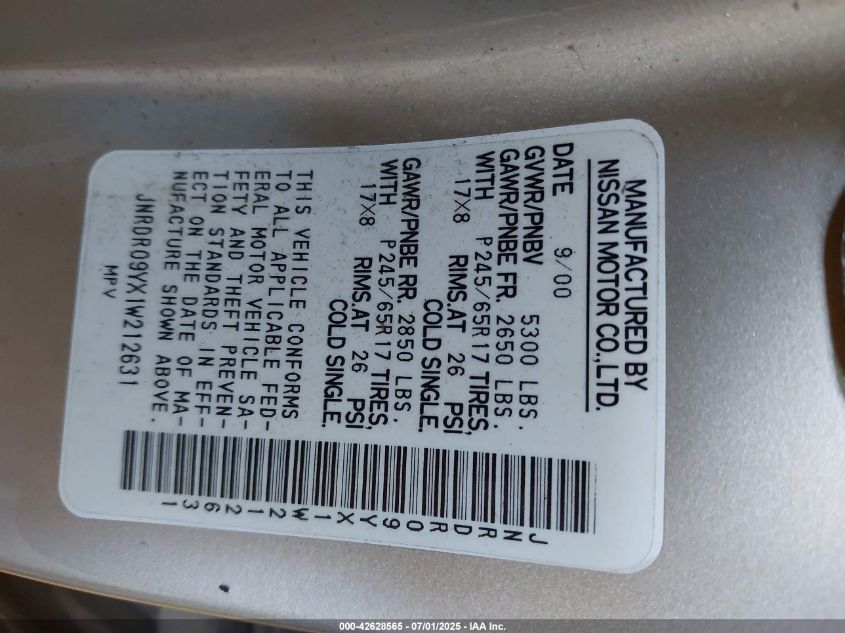 MANUFACTURED BY
NISSAN MOTOR CO.,LTD.
DATE 9/00
GVWR/PNBV 5300 LBS.
GAWR/PNBE FR. 2650 LBS.
WITH P245/65R17 TIRES,
17X8 RIMS.AT 26 PSI
COLD SINGLE.
GAWR/PNBE RR. 2850 LBS.
WITH P245/65R17 TIRES,
17X8 RIMS.AT 26 PSI
COLD SINGLE.
THIS VEHICLE CONFORMS
TO ALL APPLICABLE FED-
ERAL MOTOR VEHICLE SA-
FETY AND THEFT PREVEN-
TION STANDARDS IN EFF-
ECT ON THE DATE OF MA-
NUFACTURE SHOWN ABOVE.
JNRDR09YX1W212631
MPV
JNRDR09YX1W212631
000-42628565 - 07/01/2025 - IAA Inc.